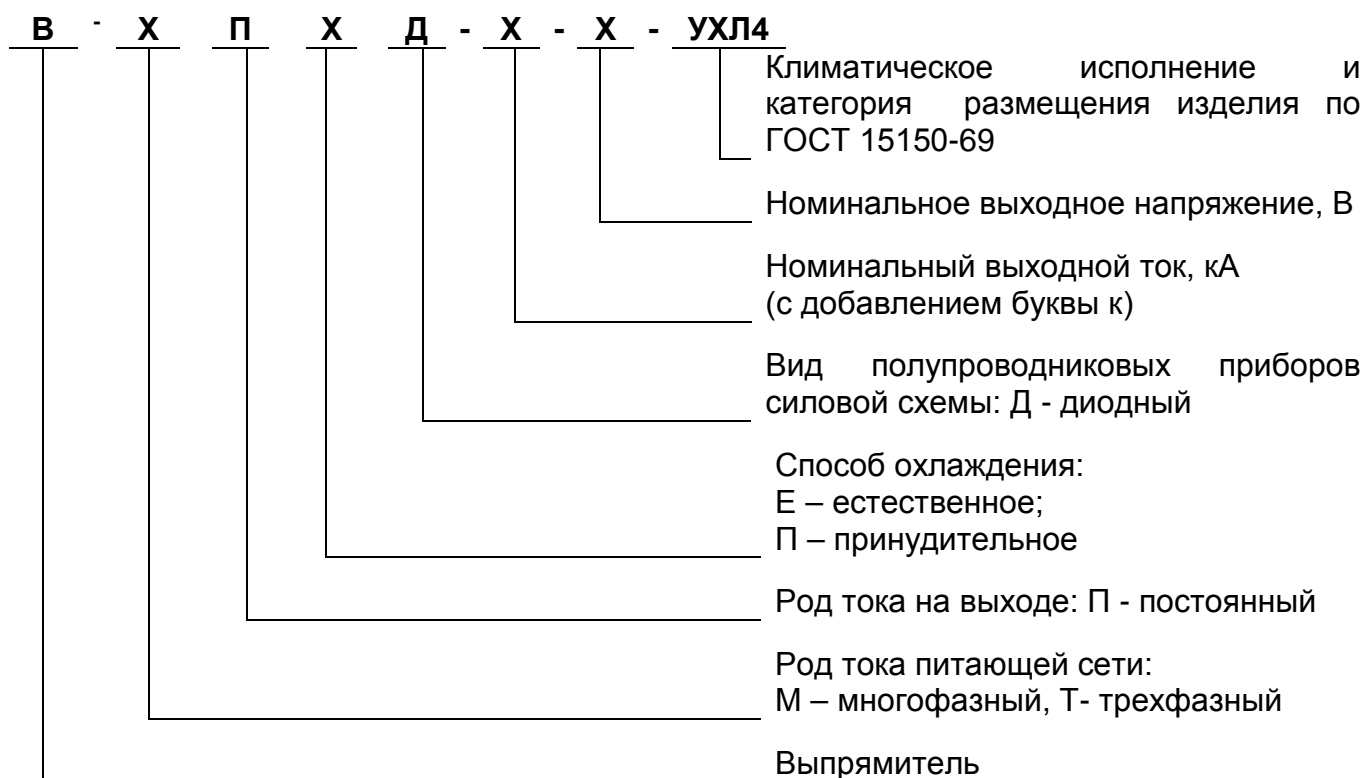 В - Х П Х Д - Х - Х - УХЛ4
Климатическое исполнение и
категория размещения изделия по
ГОСТ 15150-69
Номинальное выходное напряжение, В
Номинальный выходной ток, кА
(с добавлением буквы к)
Вид полупроводниковых приборов
силовой схемы: Д - диодный
Способ охлаждения:
Е – естественное;
П – принудительное
Род тока на выходе: П - постоянный
Род тока питающей сети:
М – многофазный, Т- трехфазный
Выпрямитель